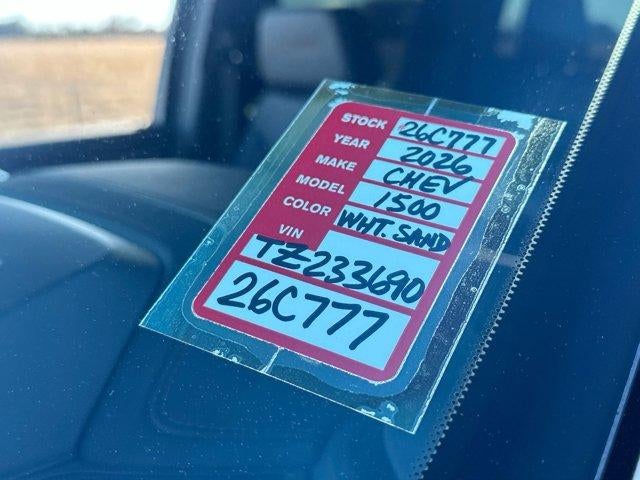 STOCK 26C777
YEAR 2026
MAKE CHEV
MODEL 1500
COLOR WHT. SAND
VIN
TZ233690
26C777